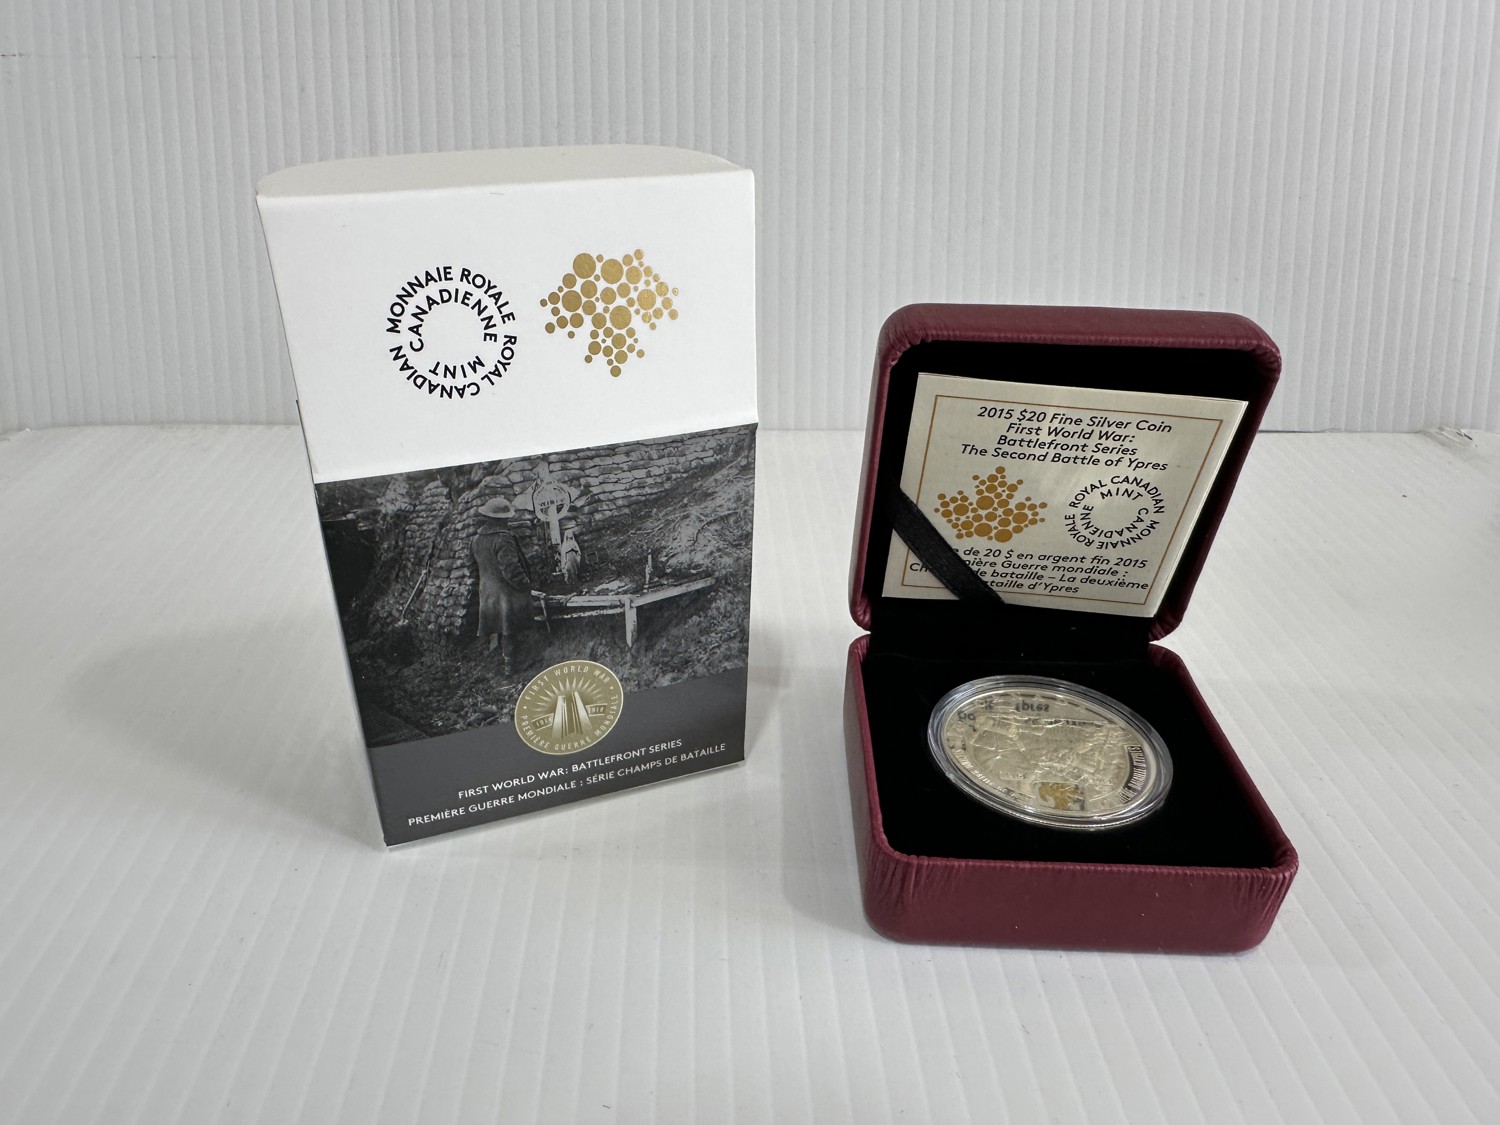 MONNAIE ROYALE
CANADIENNE
ROYAL CANADIAN
MINT
FIRST WORLD WAR
1914 1918
PREMIÈRE GUERRE MONDIALE
FIRST WORLD WAR: BATTLEFRONT SERIES
PREMIÈRE GUERRE MONDIALE : SÉRIE CHAMPS DE BATAILLE
2015 $20 Fine Silver Coin
First World War:
Battlefront Series
The Second Battle of Ypres
ROYAL CANADIAN
MINT
MONNAIE ROYALE
CANADIENNE
de 20 $ en argent fin 2015
Guerre mondiale :
de bataille – La deuxième
d'Ypres